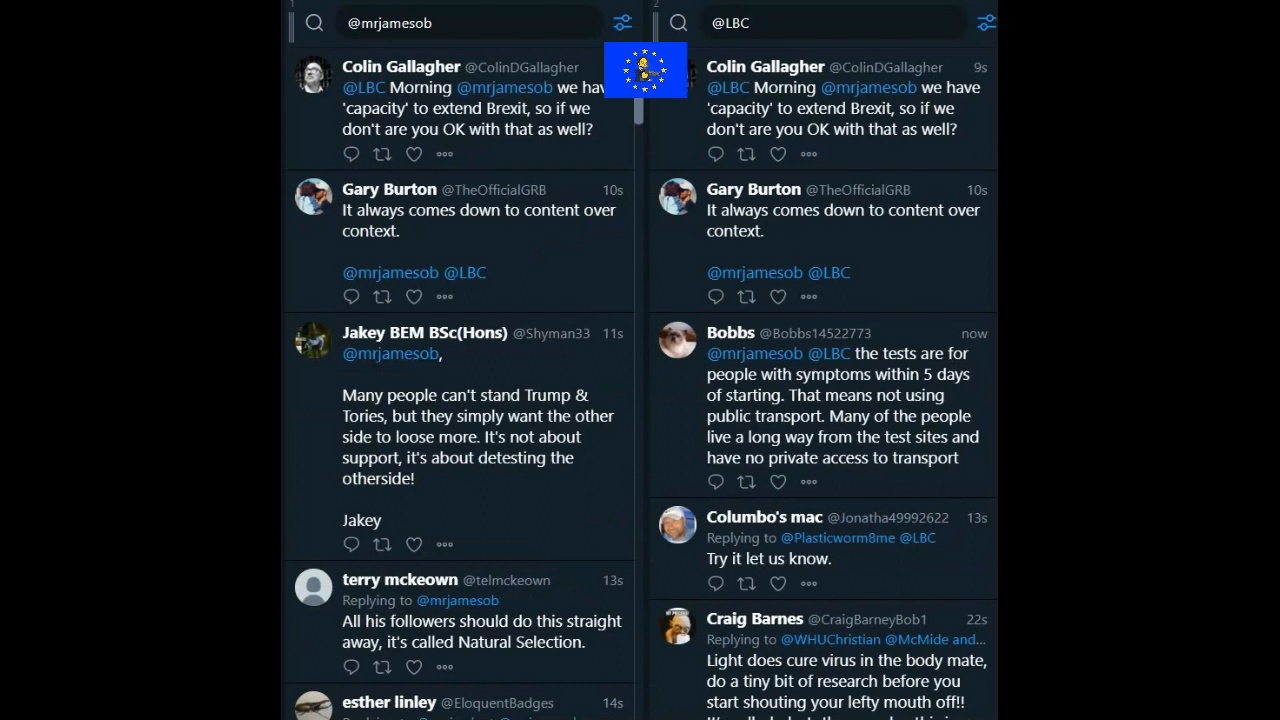 1
@mrjamesob
Colin Gallagher @ColinDGallagher
@LBC Morning @mrjamesob we have
'capacity' to extend Brexit, so if we
don't are you OK with that as well?
Gary Burton @TheOfficialGRB 10s
It always comes down to content over
context.
@mrjamesob @LBC
Jakey BEM BSc(Hons) @Shyman33 11s
@mrjamesob,
Many people can't stand Trump &
Tories, but they simply want the other
side to loose more. It's not about
support, it's about detesting the
otherside!
Jakey
terry mckeown @telmckeown 13s
Replying to @mrjamesob
All his followers should do this straight
away, it's called Natural Selection.
esther linley @EloquentBadges 14s
2
@LBC
Colin Gallagher @ColinDGallagher 9s
@LBC Morning @mrjamesob we have
'capacity' to extend Brexit, so if we
don't are you OK with that as well?
Gary Burton @TheOfficialGRB 10s
It always comes down to content over
context.
@mrjamesob @LBC
Bobbs @Bobbs14522773 now
@mrjamesob @LBC the tests are for
people with symptoms within 5 days
of starting. That means not using
public transport. Many of the people
live a long way from the test sites and
have no private access to transport
Columbo's mac @Jonatha49992622 13s
Replying to @Plasticworm8me @LBC
Try it let us know.
Craig Barnes @CraigBarneyBob1 22s
Replying to @WHUChristian @McMide and...
Light does cure virus in the body mate,
do a tiny bit of research before you
start shouting your lefty mouth off!!